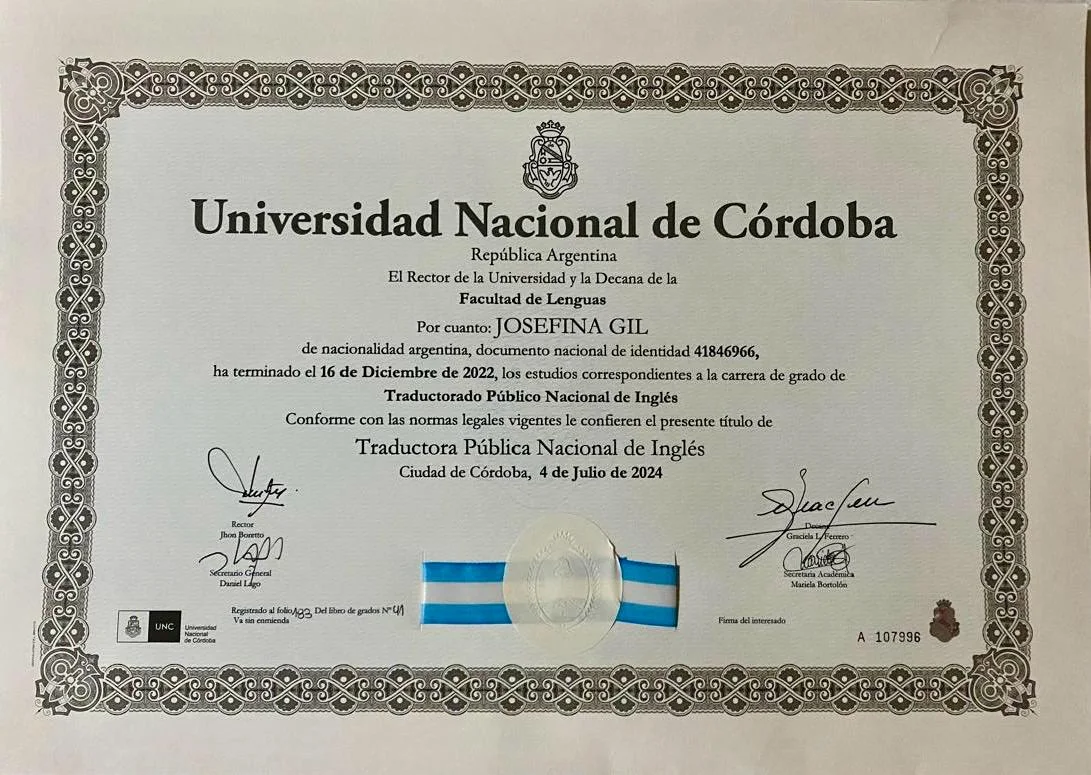 Universidad Nacional de Córdoba
República Argentina
El Rector de la Universidad y la Decana de la
Facultad de Lenguas
Por cuanto: JOSEFINA GIL
de nacionalidad argentina, documento nacional de identidad 41846966,
ha terminado el 16 de Diciembre de 2022, los estudios correspondientes a la carrera de grado de
Traductorado Público Nacional de Inglés
Conforme con las normas legales vigentes le confieren el presente título de
Traductora Pública Nacional de Inglés
Ciudad de Córdoba, 4 de Julio de 2024
Rector
Jhon Boretto
Secretario General
Daniel Lago
Decana
Graciela L. Ferrero
Secretaria Académica
Mariela Bortolón
Registrado al folio 183 Del libro de grados Nº 41
Va sin enmienda
UNC
Universidad
Nacional
de Córdoba
Firma del interesado
A 107996